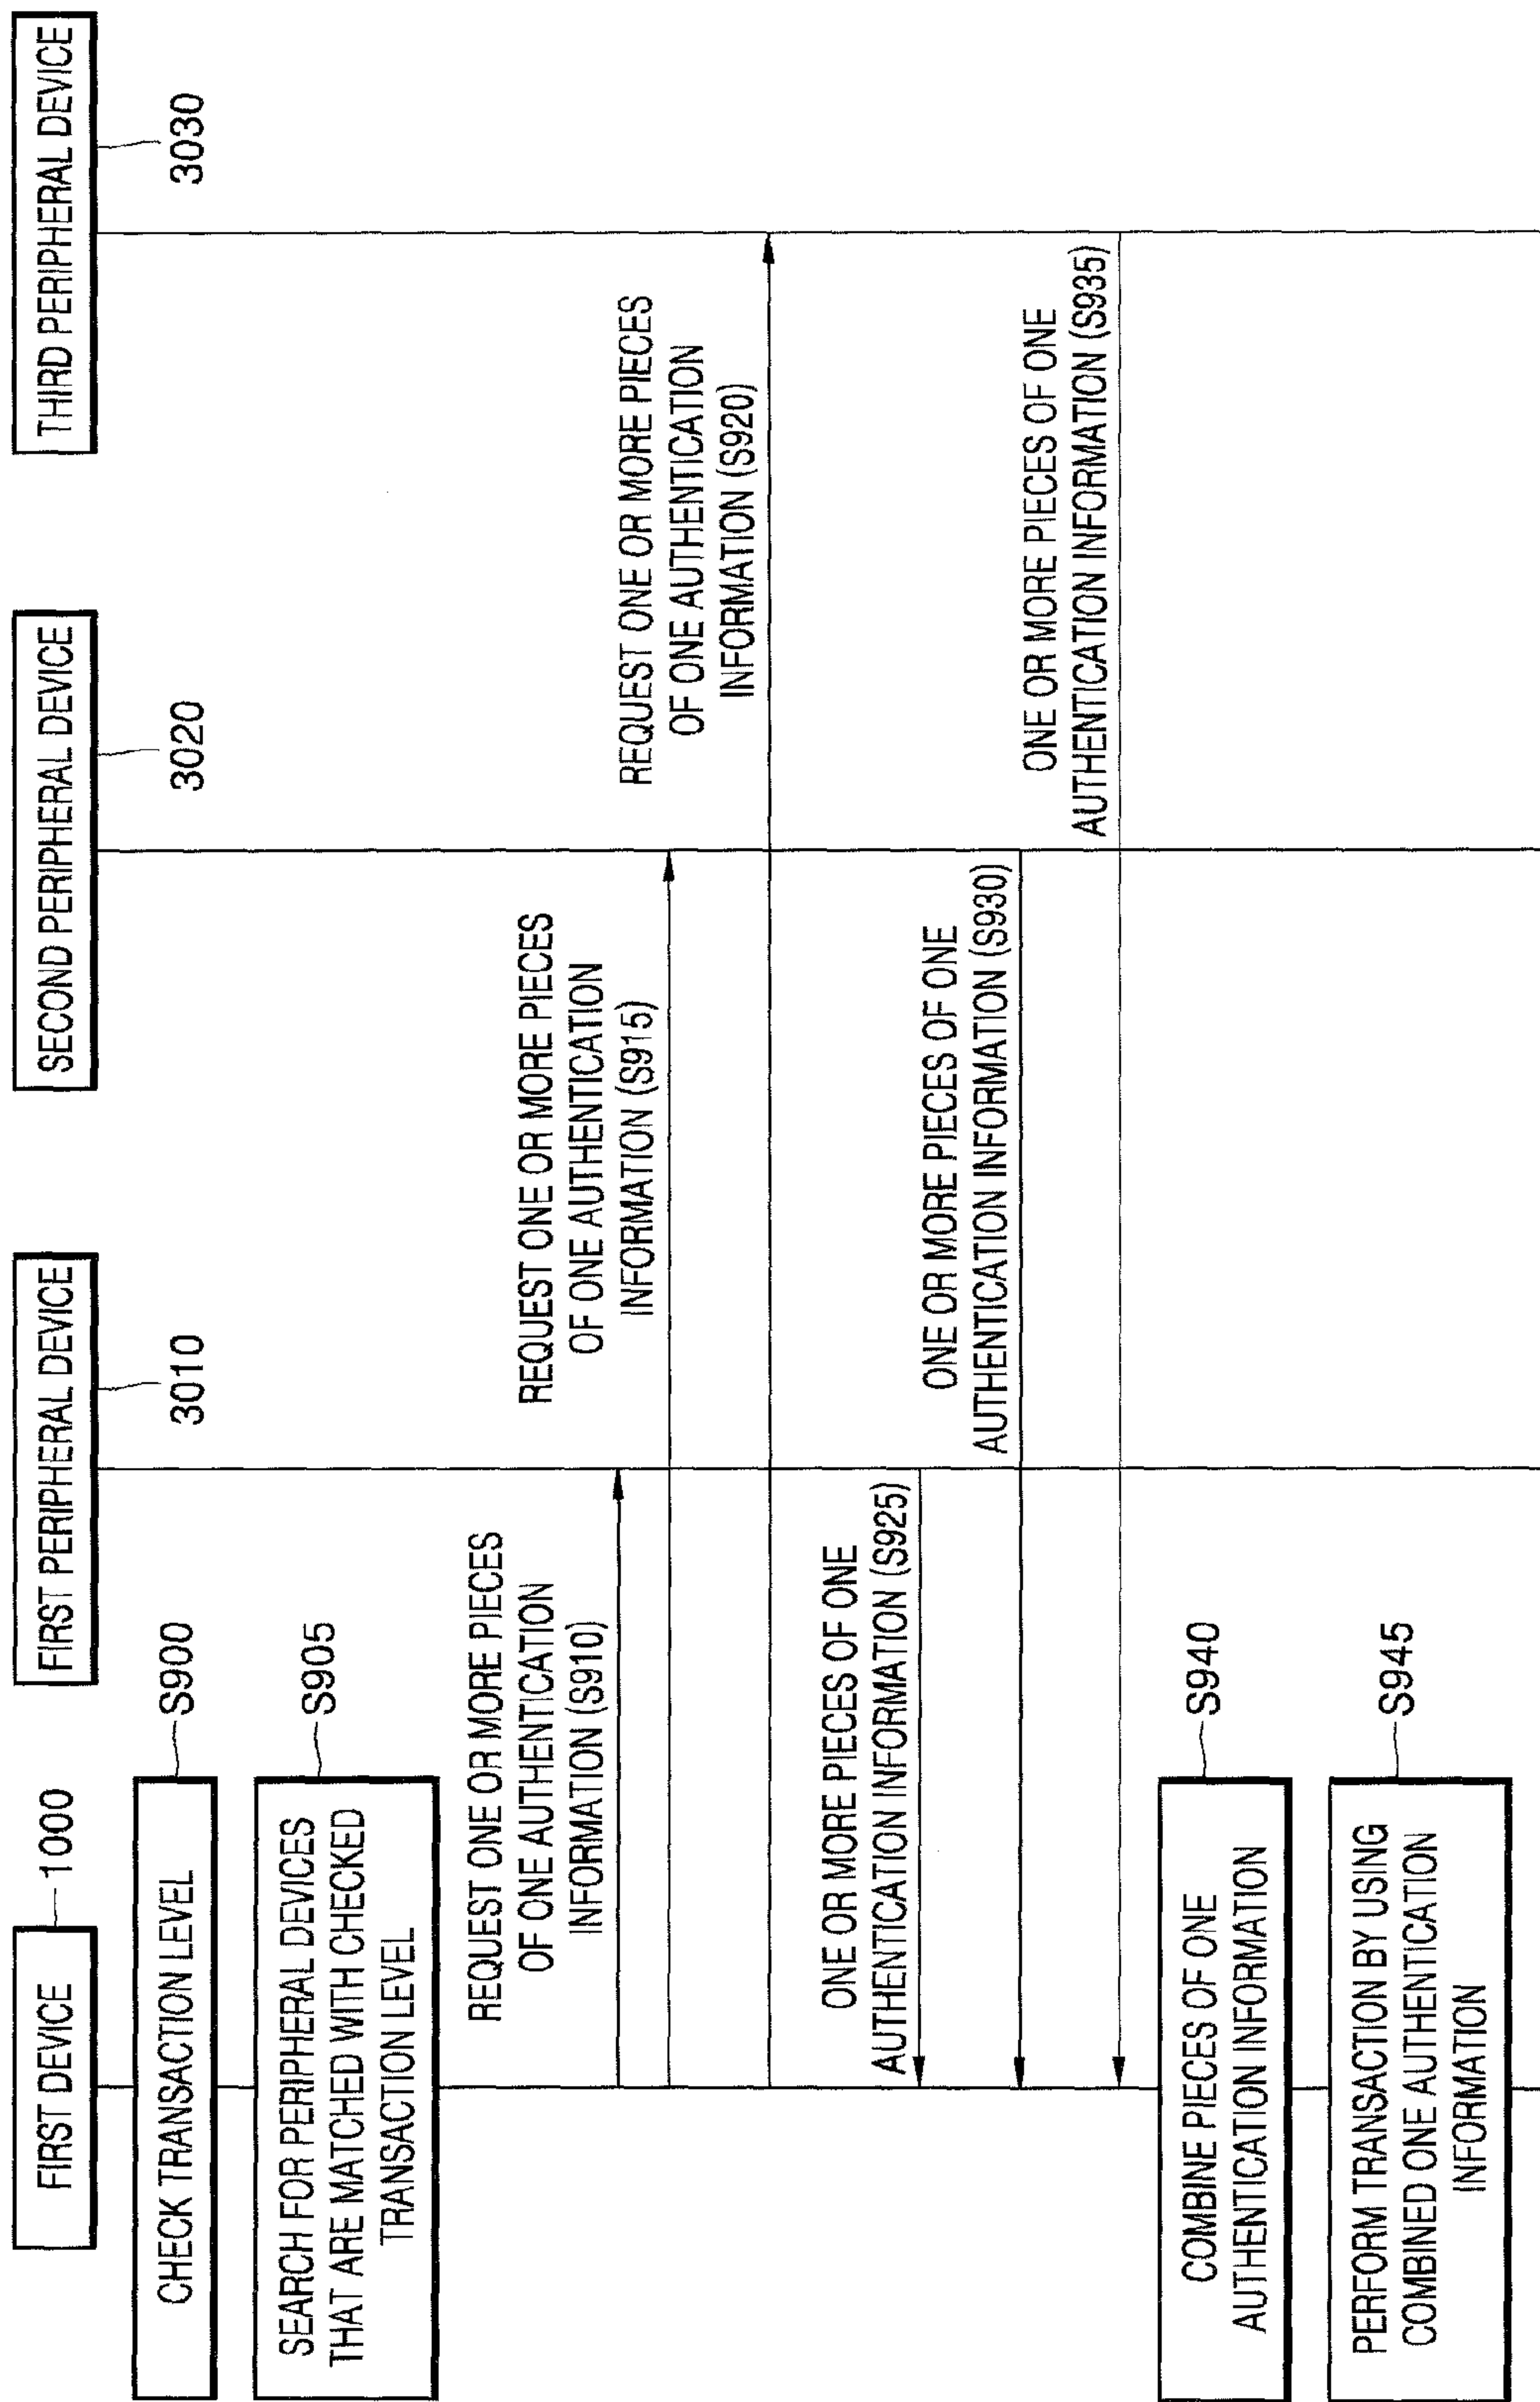 FIRST DEVICE
1000
FIRST PERIPHERAL DEVICE
3010
SECOND PERIPHERAL DEVICE
3020
THIRD PERIPHERAL DEVICE
3030
CHECK TRANSACTION LEVEL
S900
SEARCH FOR PERIPHERAL DEVICES
THAT ARE MATCHED WITH CHECKED
TRANSACTION LEVEL
S905
REQUEST ONE OR MORE PIECES
OF ONE AUTHENTICATION
INFORMATION (S910)
REQUEST ONE OR MORE PIECES
OF ONE AUTHENTICATION
INFORMATION (S915)
REQUEST ONE OR MORE PIECES
OF ONE AUTHENTICATION
INFORMATION (S920)
ONE OR MORE PIECES OF ONE
AUTHENTICATION INFORMATION (S925)
ONE OR MORE PIECES OF ONE
AUTHENTICATION INFORMATION (S930)
ONE OR MORE PIECES OF ONE
AUTHENTICATION INFORMATION (S935)
COMBINE PIECES OF ONE
AUTHENTICATION INFORMATION
S940
PERFORM TRANSACTION BY USING
COMBINED ONE AUTHENTICATION
INFORMATION
S945